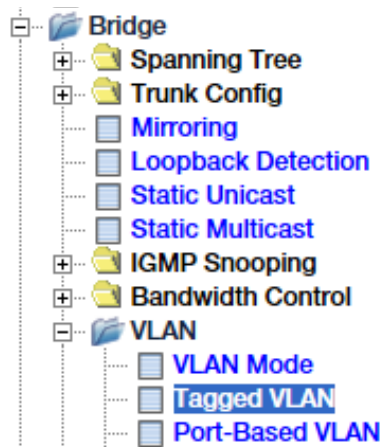 Bridge
Spanning Tree
Trunk Config
Mirroring
Loopback Detection
Static Unicast
Static Multicast
IGMP Snooping
Bandwidth Control
VLAN
VLAN Mode
Tagged VLAN
Port-Based VLAN